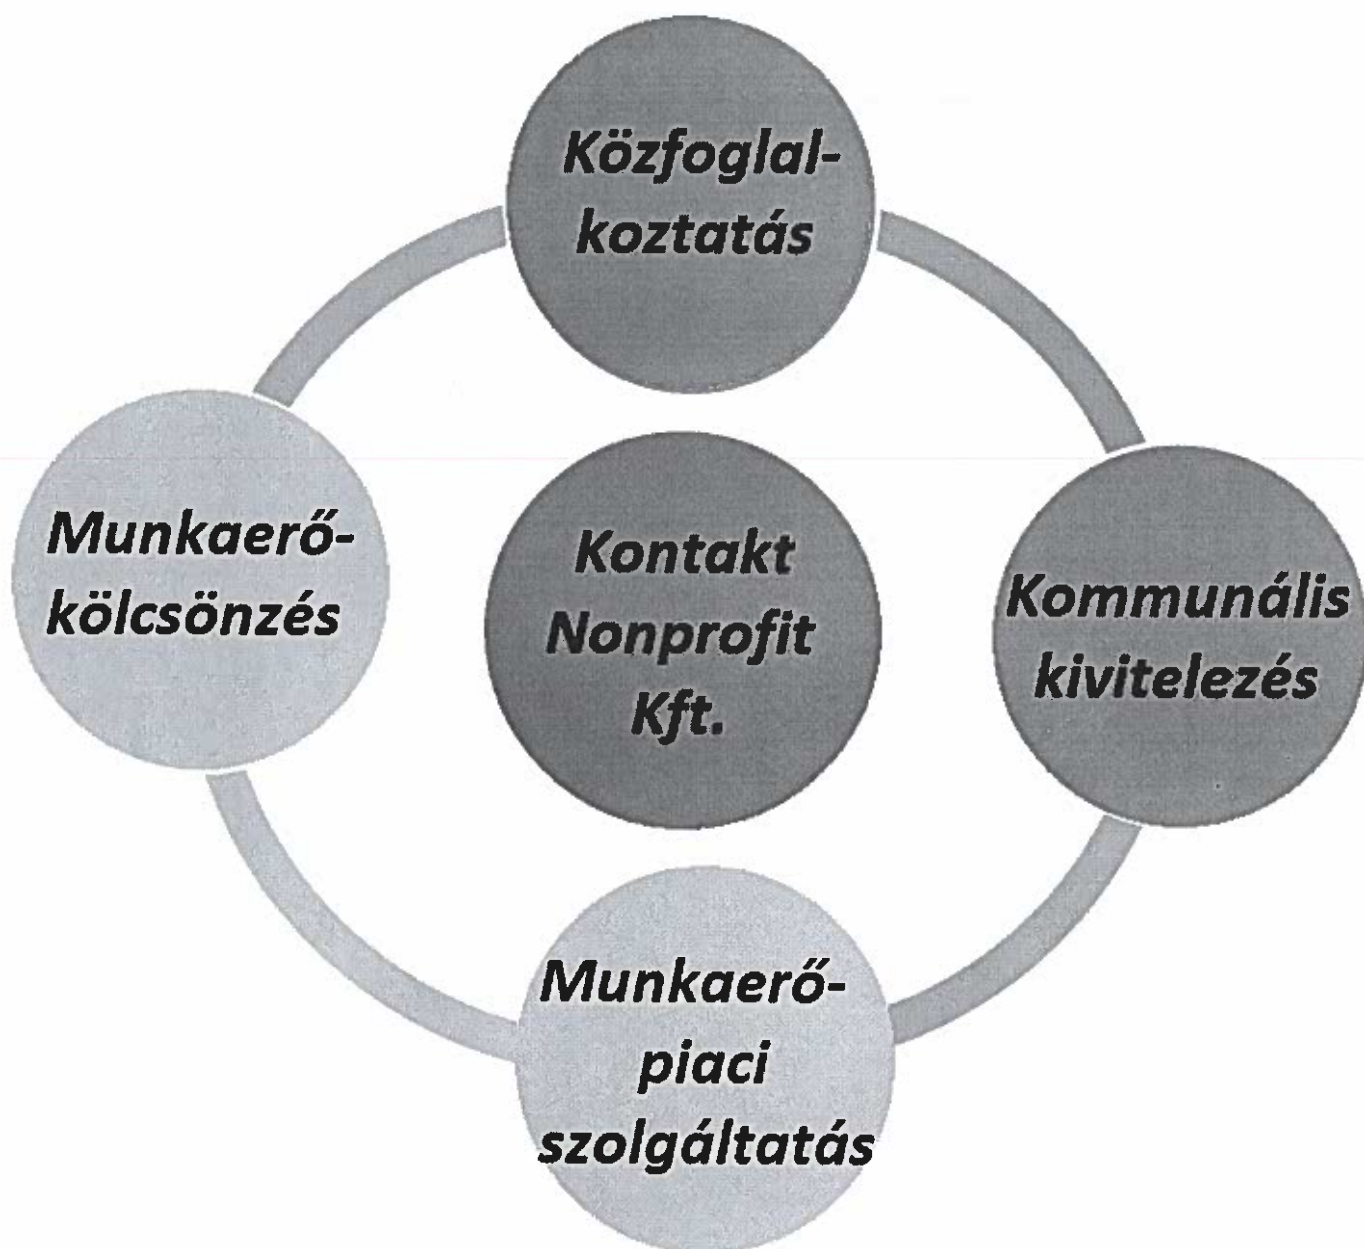 Közfoglal-
koztatás
Munkaerő-
kölcsönzés
Kontakt
Nonprofit
Kft.
Kommunális
kivitelezés
Munkaerő-
piaci
szolgáltatás